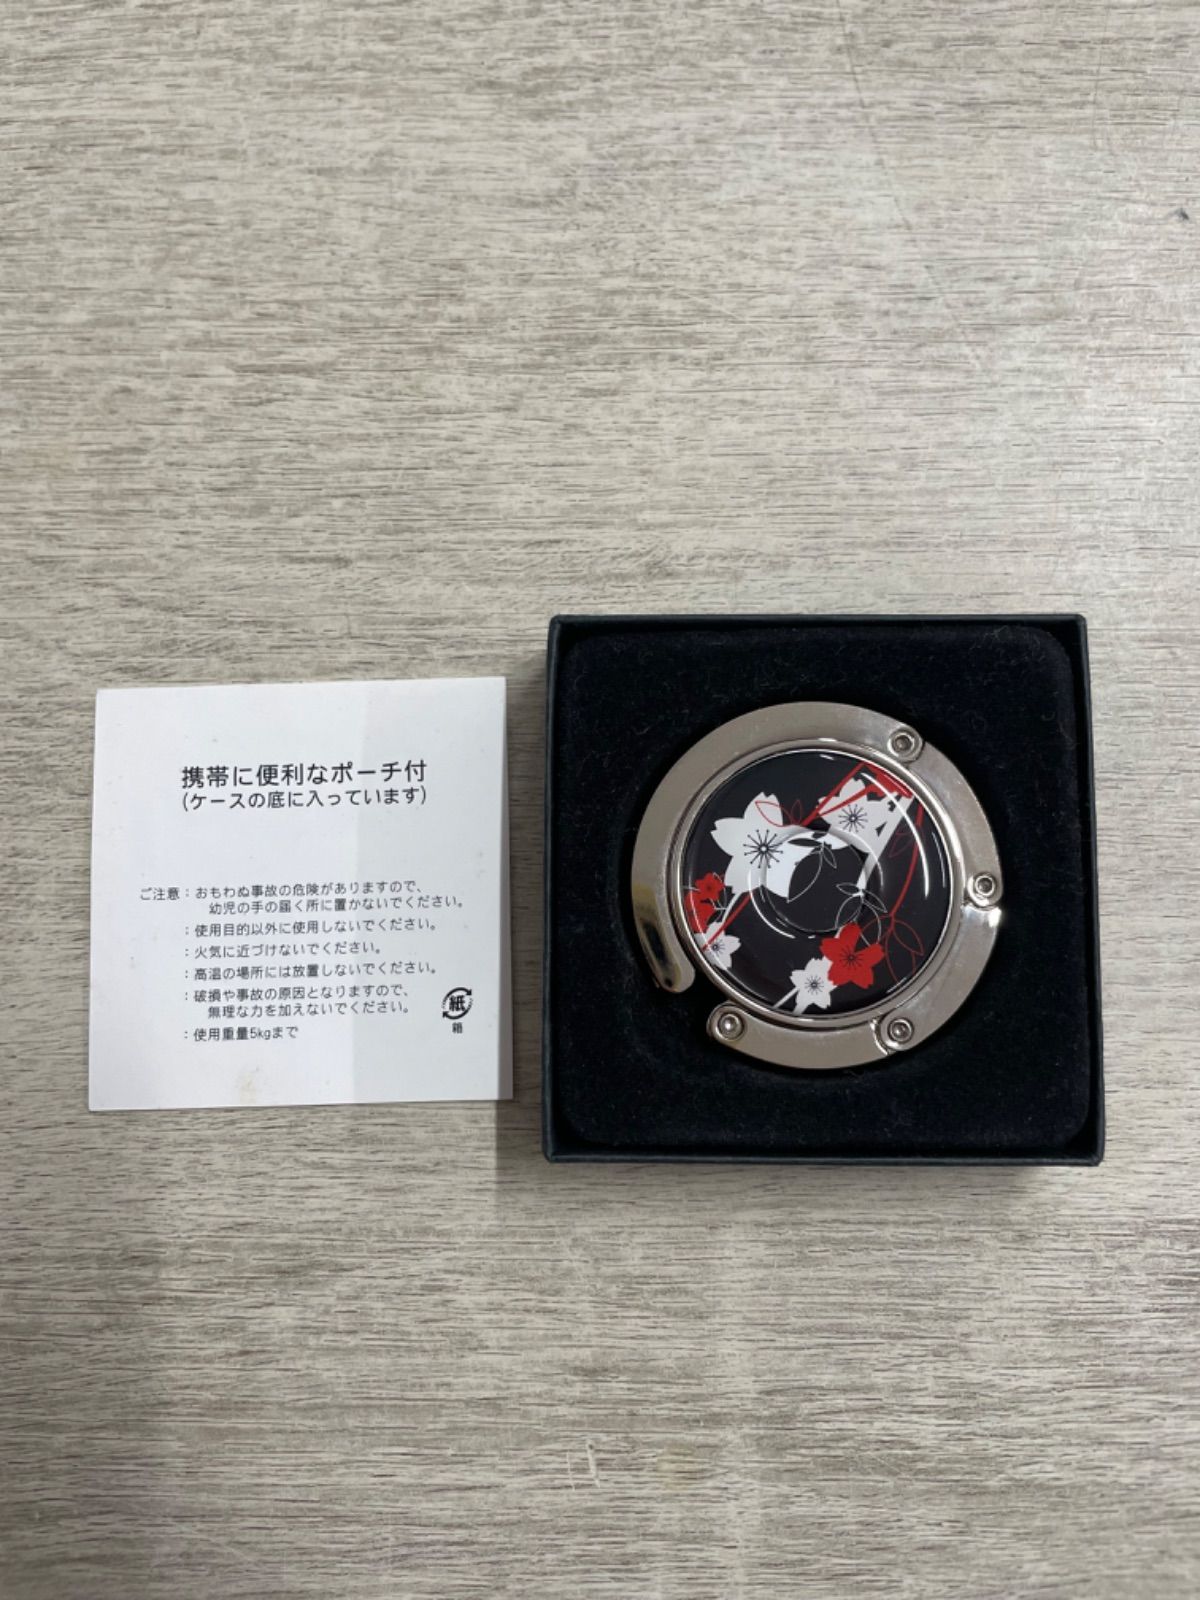 携帯に便利なポーチ付
(ケースの底に入っています)
ご注意:おもわぬ事故の危険がありますので、
幼児の手の届く所に置かないでください。
:使用目的以外に使用しないでください。
:火気に近づけないでください。
:高温の場所には放置しないでください。
:破損や事故の原因となりますので、
無理な力を加えないでください。
:使用重量5kgまで
紙
箱